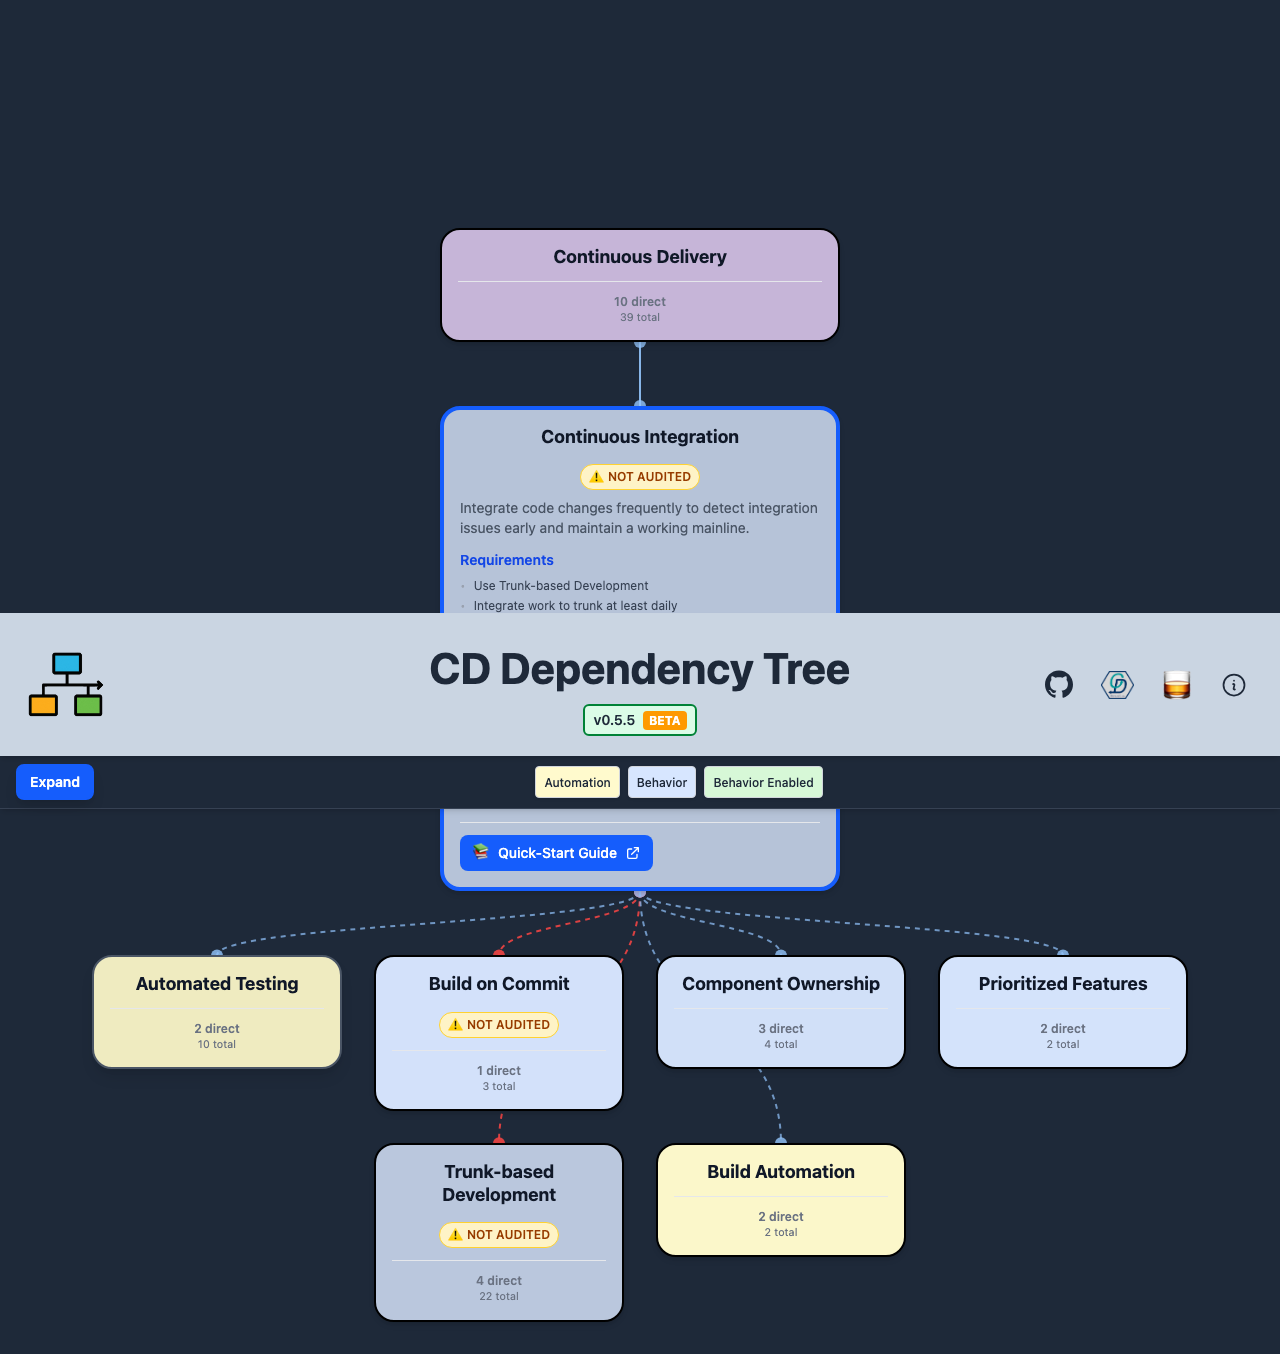 Continuous Delivery
10 direct
39 total
Continuous Integration
⚠️ NOT AUDITED
Integrate code changes frequently to detect integration
issues early and maintain a working mainline.
Requirements
• Use Trunk-based Development
• Integrate work to trunk at least daily
CD Dependency Tree
v0.5.5 BETA
Expand
Automation
Behavior
Behavior Enabled
Quick-Start Guide
Automated Testing
2 direct
10 total
Build on Commit
⚠️ NOT AUDITED
1 direct
3 total
Component Ownership
3 direct
4 total
Prioritized Features
2 direct
2 total
Trunk-based
Development
⚠️ NOT AUDITED
4 direct
22 total
Build Automation
2 direct
2 total